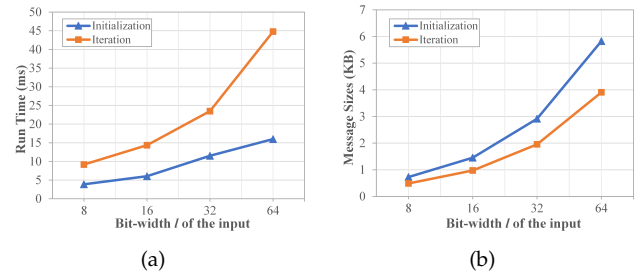 Run Time (ms)
50
45
40
35
30
25
20
15
10
5
0
Initialization
Iteration
8 16 32 64
Bit-width l of the input
(a)
Message Sizes (KB)
7
6
5
4
3
2
1
0
Initialization
Iteration
8 16 32 64
Bit-width l of the input
(b)